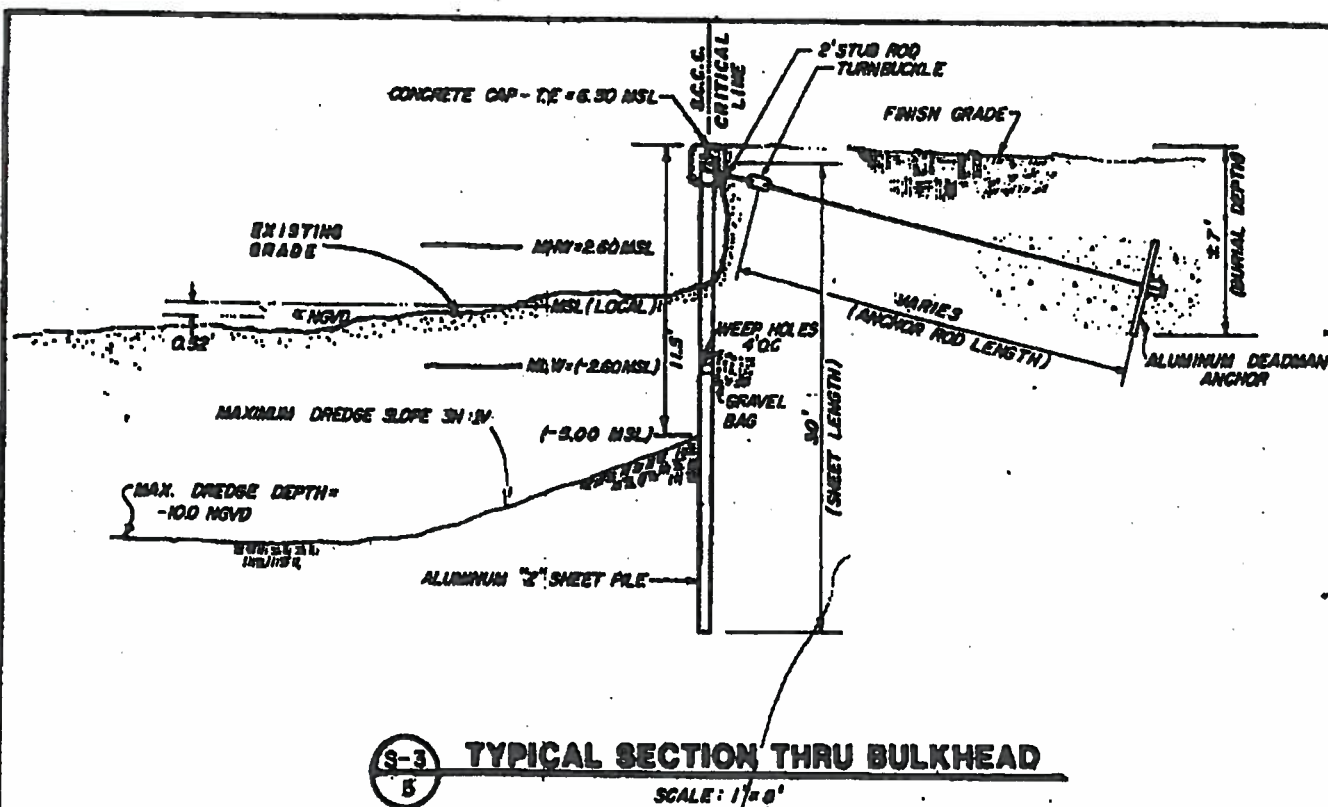 2' STUB ROD
TURNBUCKLE
CRITICAL
LINE
CONCRETE CAP - T.E = 6.50 MSL
FINISH GRADE
EXISTING
GRADE
MHW = 2.60 MSL
MSL (LOCAL)
NGVD
0.52'
11.5'
WEEP HOLES
4' O.C
MLW = (-2.60 MSL)
GRAVEL
BAG
VARIES
(ANCHOR ROD LENGTH)
± 7'
(BURIAL DEPTH)
ALUMINUM DEADMAN
ANCHOR
30'
(SHEET LENGTH)
MAXIMUM DREDGE SLOPE 3H:1V
(-5.00 MSL)
MAX. DREDGE DEPTH =
-10.0 NGVD
ALUMINUM "Z" SHEET PILE
S-3
5
TYPICAL SECTION THRU BULKHEAD
SCALE: